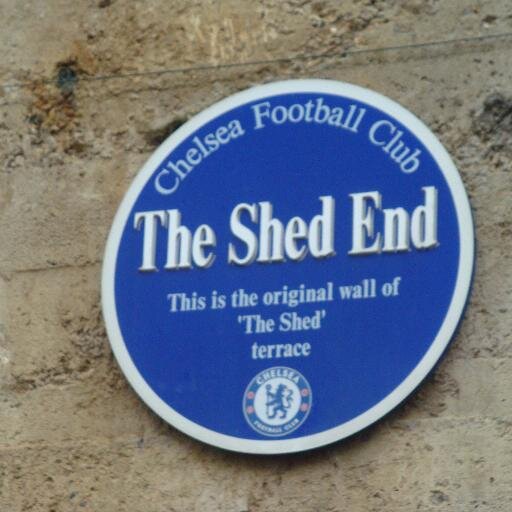 Chelsea Football Club
The Shed End
This is the original wall of
'The Shed'
terrace
CHELSEA
FOOTBALL CLUB